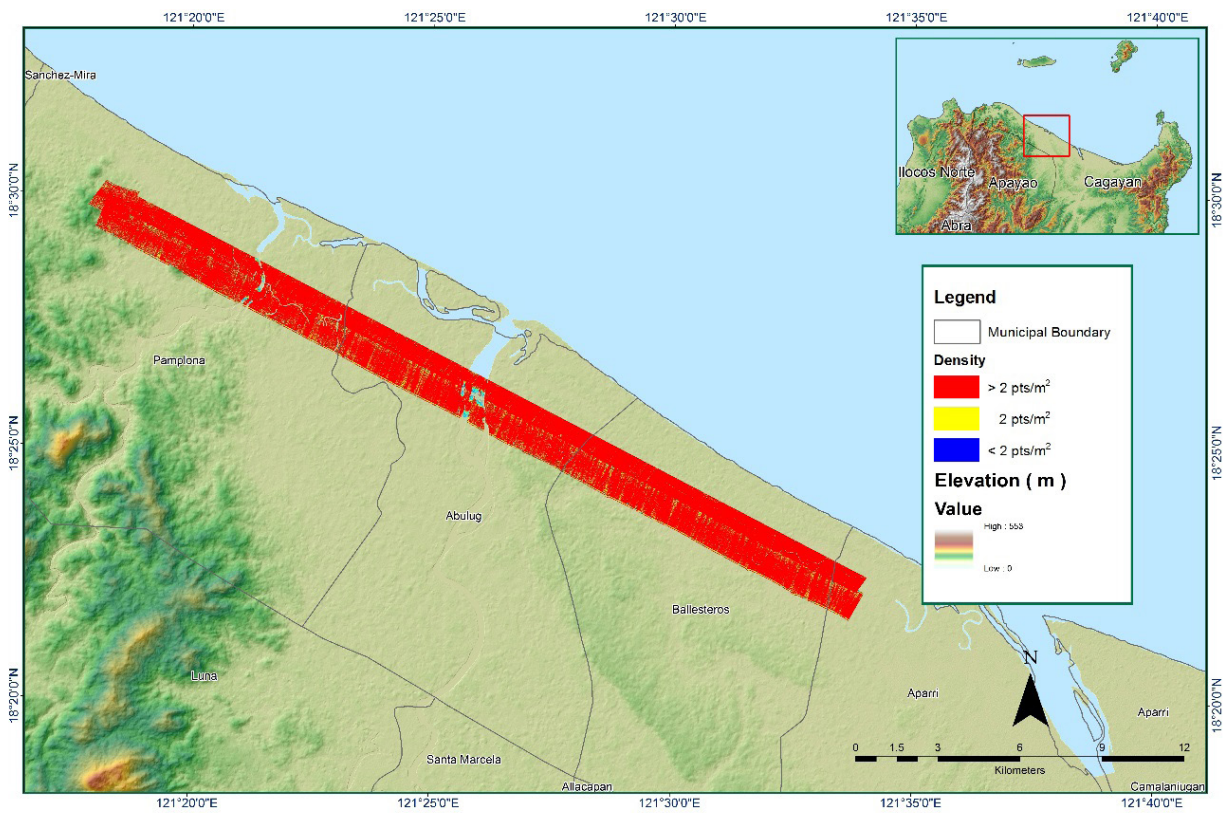 121°20'0"E 121°25'0"E 121°30'0"E 121°35'0"E 121°40'0"E
Sanchez-Mira
Ilocos Norte
Apayao
Cagayan
Abra
18°30'0"N
18°30'0"N
Legend
Municipal Boundary
Density
> 2 pts/m²
2 pts/m²
< 2 pts/m²
Elevation ( m )
Value
High : 553
Low : 0
Pamplona
18°25'0"N
18°25'0"N
Abulug
Ballesteros
Luna
Aparri
Aparri
N
18°20'0"N
18°20'0"N
Santa Marcela
Allacapan
0 1.5 3 6 9 12
Kilometers
Camalaniugan
121°20'0"E 121°25'0"E 121°30'0"E 121°35'0"E 121°40'0"E